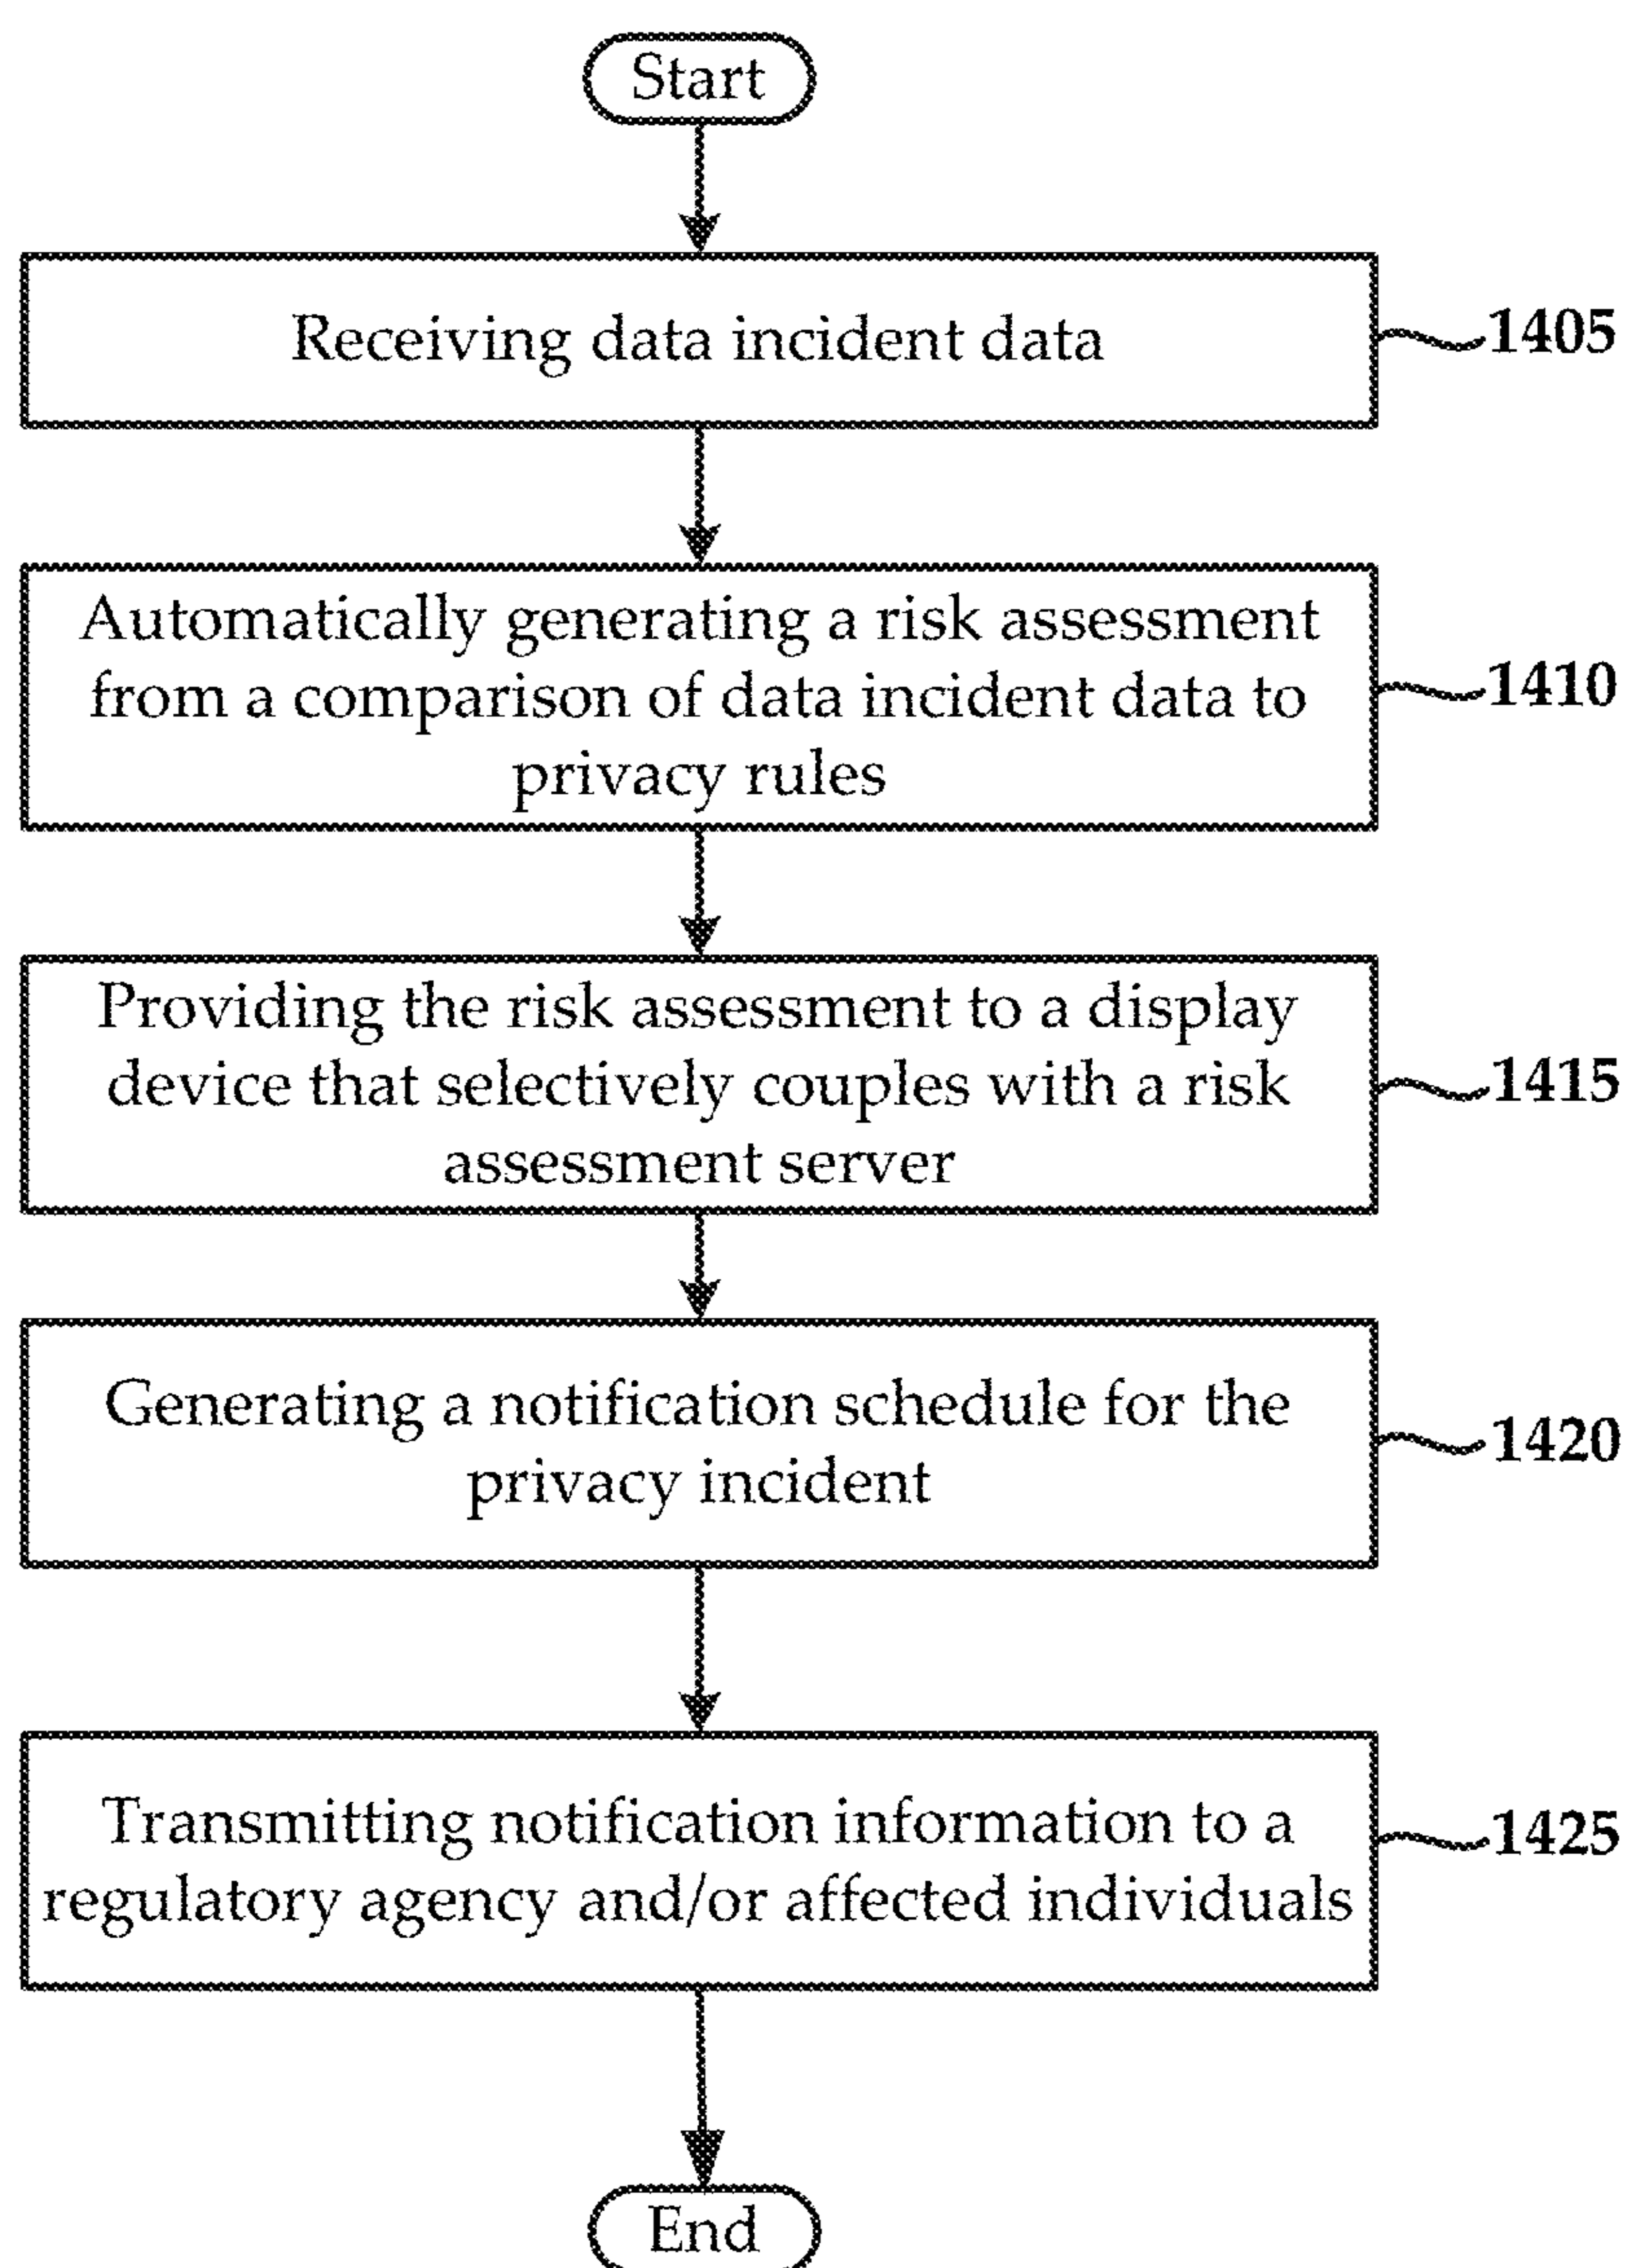 Start
Receiving data incident data
1405
Automatically generating a risk assessment
from a comparison of data incident data to
privacy rules
1410
Providing the risk assessment to a display
device that selectively couples with a risk
assessment server
1415
Generating a notification schedule for the
privacy incident
1420
Transmitting notification information to a
regulatory agency and/or affected individuals
1425
End